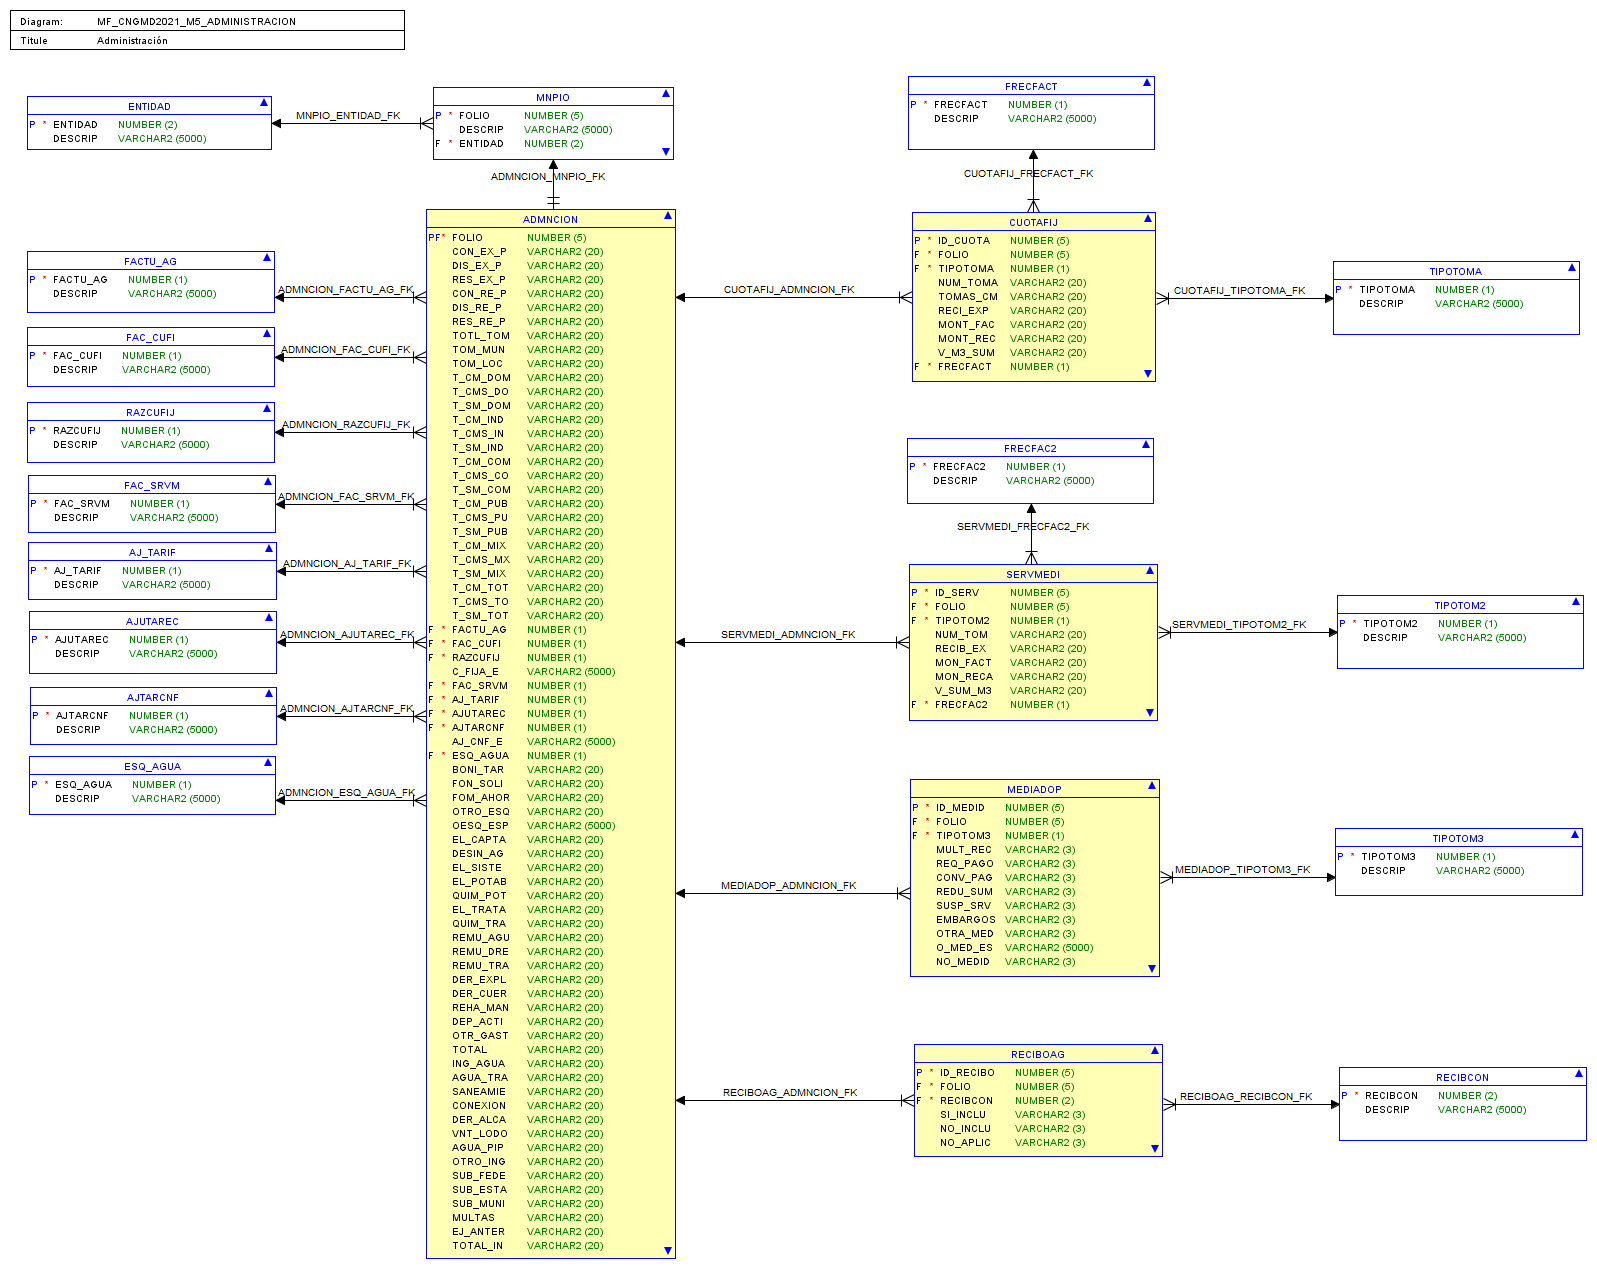 Diagram: MF_CNGMD2021_M5_ADMINISTRACION
Titule Administración
ENTIDAD
P * ENTIDAD NUMBER (2)
DESCRIP VARCHAR2 (5000)
MNPIO_ENTIDAD_FK
MNPIO
P * FOLIO NUMBER (5)
DESCRIP VARCHAR2 (5000)
F * ENTIDAD NUMBER (2)
ADMNCION_MNPIO_FK
FACTU_AG
P * FACTU_AG NUMBER (1)
DESCRIP VARCHAR2 (5000)
ADMNCION_FACTU_AG_FK
FAC_CUFI
P * FAC_CUFI NUMBER (1)
DESCRIP VARCHAR2 (5000)
ADMNCION_FAC_CUFI_FK
RAZCUFIJ
P * RAZCUFIJ NUMBER (1)
DESCRIP VARCHAR2 (5000)
ADMNCION_RAZCUFIJ_FK
FAC_SRVM
P * FAC_SRVM NUMBER (1)
DESCRIP VARCHAR2 (5000)
ADMNCION_FAC_SRVM_FK
AJ_TARIF
P * AJ_TARIF NUMBER (1)
DESCRIP VARCHAR2 (5000)
ADMNCION_AJ_TARIF_FK
AJUTAREC
P * AJUTAREC NUMBER (1)
DESCRIP VARCHAR2 (5000)
ADMNCION_AJUTAREC_FK
AJTARCNF
P * AJTARCNF NUMBER (1)
DESCRIP VARCHAR2 (5000)
ADMNCION_AJTARCNF_FK
ESQ_AGUA
P * ESQ_AGUA NUMBER (1)
DESCRIP VARCHAR2 (5000)
ADMNCION_ESQ_AGUA_FK
ADMNCION
PF* FOLIO NUMBER (5)
CON_EX_P VARCHAR2 (20)
DIS_EX_P VARCHAR2 (20)
RES_EX_P VARCHAR2 (20)
CON_RE_P VARCHAR2 (20)
DIS_RE_P VARCHAR2 (20)
RES_RE_P VARCHAR2 (20)
TOTL_TOM VARCHAR2 (20)
TOM_MUN VARCHAR2 (20)
TOM_LOC VARCHAR2 (20)
T_CM_DOM VARCHAR2 (20)
T_CMS_DO VARCHAR2 (20)
T_SM_DOM VARCHAR2 (20)
T_CM_IND VARCHAR2 (20)
T_CMS_IN VARCHAR2 (20)
T_SM_IND VARCHAR2 (20)
T_CM_COM VARCHAR2 (20)
T_CMS_CO VARCHAR2 (20)
T_SM_COM VARCHAR2 (20)
T_CM_PUB VARCHAR2 (20)
T_CMS_PU VARCHAR2 (20)
T_SM_PUB VARCHAR2 (20)
T_CM_MIX VARCHAR2 (20)
T_CMS_MX VARCHAR2 (20)
T_SM_MIX VARCHAR2 (20)
T_CM_TOT VARCHAR2 (20)
T_CMS_TO VARCHAR2 (20)
T_SM_TOT VARCHAR2 (20)
F * FACTU_AG NUMBER (1)
F * FAC_CUFI NUMBER (1)
F * RAZCUFIJ NUMBER (1)
C_FIJA_E VARCHAR2 (5000)
F * FAC_SRVM NUMBER (1)
F * AJ_TARIF NUMBER (1)
F * AJUTAREC NUMBER (1)
F * AJTARCNF NUMBER (1)
AJ_CNF_E VARCHAR2 (5000)
F * ESQ_AGUA NUMBER (1)
BONI_TAR VARCHAR2 (20)
FON_SOLI VARCHAR2 (20)
FOM_AHOR VARCHAR2 (20)
OTRO_ESQ VARCHAR2 (20)
OESQ_ESP VARCHAR2 (5000)
EL_CAPTA VARCHAR2 (20)
DESIN_AG VARCHAR2 (20)
EL_SISTE VARCHAR2 (20)
EL_POTAB VARCHAR2 (20)
QUIM_POT VARCHAR2 (20)
EL_TRATA VARCHAR2 (20)
QUIM_TRA VARCHAR2 (20)
REMU_AGU VARCHAR2 (20)
REMU_DRE VARCHAR2 (20)
REMU_TRA VARCHAR2 (20)
DER_EXPL VARCHAR2 (20)
DER_CUER VARCHAR2 (20)
REHA_MAN VARCHAR2 (20)
DEP_ACTI VARCHAR2 (20)
OTR_GAST VARCHAR2 (20)
TOTAL VARCHAR2 (20)
ING_AGUA VARCHAR2 (20)
AGUA_TRA VARCHAR2 (20)
SANEAMIE VARCHAR2 (20)
CONEXION VARCHAR2 (20)
DER_ALCA VARCHAR2 (20)
VNT_LODO VARCHAR2 (20)
AGUA_PIP VARCHAR2 (20)
OTRO_ING VARCHAR2 (20)
SUB_FEDE VARCHAR2 (20)
SUB_ESTA VARCHAR2 (20)
SUB_MUNI VARCHAR2 (20)
MULTAS VARCHAR2 (20)
EJ_ANTER VARCHAR2 (20)
TOTAL_IN VARCHAR2 (20)
FRECFACT
P * FRECFACT NUMBER (1)
DESCRIP VARCHAR2 (5000)
CUOTAFIJ_FRECFACT_FK
CUOTAFIJ_ADMNCION_FK
CUOTAFIJ
P * ID_CUOTA NUMBER (5)
F * FOLIO NUMBER (5)
F * TIPOTOMA NUMBER (1)
NUM_TOMA VARCHAR2 (20)
TOMAS_CM VARCHAR2 (20)
RECI_EXP VARCHAR2 (20)
MONT_FAC VARCHAR2 (20)
MONT_REC VARCHAR2 (20)
V_M3_SUM VARCHAR2 (20)
F * FRECFACT NUMBER (1)
CUOTAFIJ_TIPOTOMA_FK
TIPOTOMA
P * TIPOTOMA NUMBER (1)
DESCRIP VARCHAR2 (5000)
FRECFAC2
P * FRECFAC2 NUMBER (1)
DESCRIP VARCHAR2 (5000)
SERVMEDI_FRECFAC2_FK
SERVMEDI_ADMNCION_FK
SERVMEDI
P * ID_SERV NUMBER (5)
F * FOLIO NUMBER (5)
F * TIPOTOM2 NUMBER (1)
NUM_TOM VARCHAR2 (20)
RECIB_EX VARCHAR2 (20)
MON_FACT VARCHAR2 (20)
MON_RECA VARCHAR2 (20)
V_SUM_M3 VARCHAR2 (20)
F * FRECFAC2 NUMBER (1)
SERVMEDI_TIPOTOM2_FK
TIPOTOM2
P * TIPOTOM2 NUMBER (1)
DESCRIP VARCHAR2 (5000)
MEDIADOP_ADMNCION_FK
MEDIADOP
P * ID_MEDID NUMBER (5)
F * FOLIO NUMBER (5)
F * TIPOTOM3 NUMBER (1)
MULT_REC VARCHAR2 (3)
REQ_PAGO VARCHAR2 (3)
CONV_PAG VARCHAR2 (3)
REDU_SUM VARCHAR2 (3)
SUSP_SRV VARCHAR2 (3)
EMBARGOS VARCHAR2 (3)
OTRA_MED VARCHAR2 (3)
O_MED_ES VARCHAR2 (5000)
NO_MEDID VARCHAR2 (3)
MEDIADOP_TIPOTOM3_FK
TIPOTOM3
P * TIPOTOM3 NUMBER (1)
DESCRIP VARCHAR2 (5000)
RECIBOAG_ADMNCION_FK
RECIBOAG
P * ID_RECIBO NUMBER (5)
F * FOLIO NUMBER (5)
F * RECIBCON NUMBER (2)
SI_INCLU VARCHAR2 (3)
NO_INCLU VARCHAR2 (3)
NO_APLIC VARCHAR2 (3)
RECIBOAG_RECIBCON_FK
RECIBCON
P * RECIBCON NUMBER (2)
DESCRIP VARCHAR2 (5000)